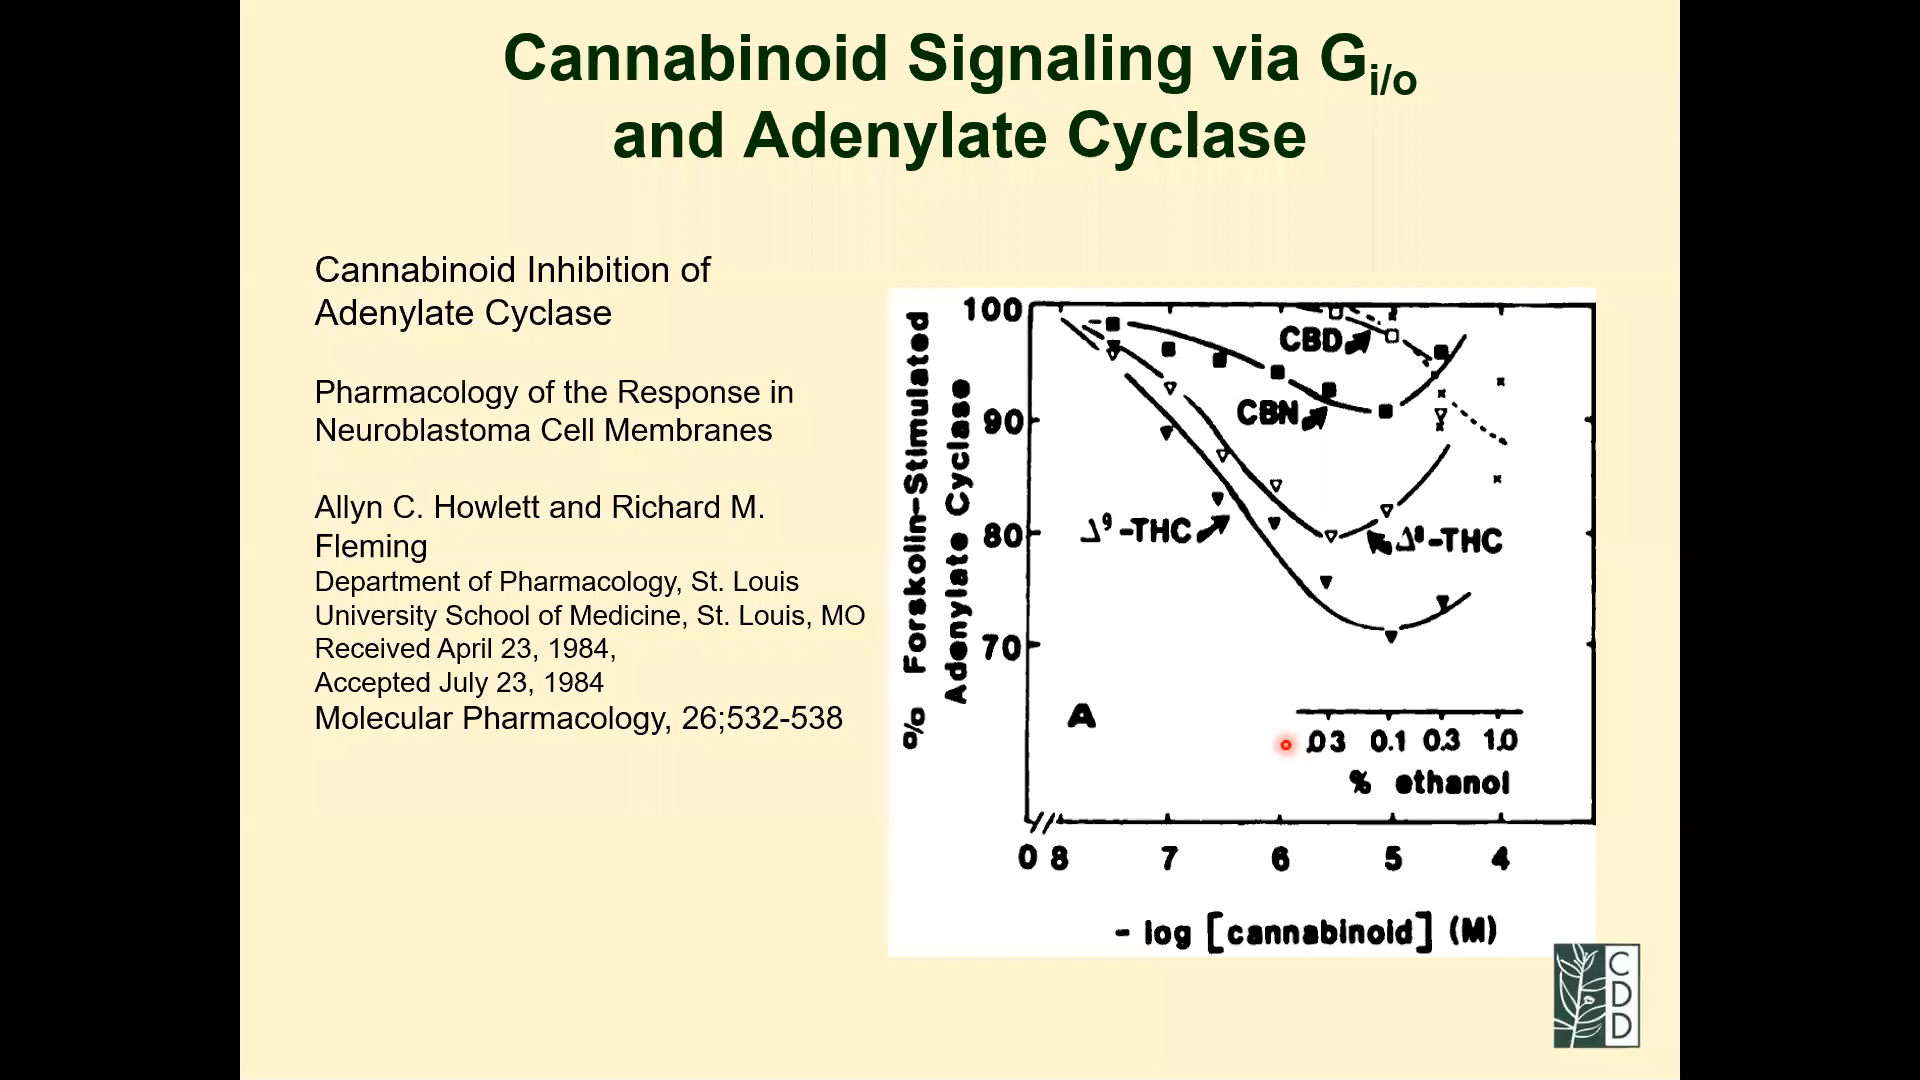 Cannabinoid Signaling via Gi/o
and Adenylate Cyclase
Cannabinoid Inhibition of
Adenylate Cyclase
Pharmacology of the Response in
Neuroblastoma Cell Membranes
Allyn C. Howlett and Richard M.
Fleming
Department of Pharmacology, St. Louis
University School of Medicine, St. Louis, MO
Received April 23, 1984,
Accepted July 23, 1984
Molecular Pharmacology, 26;532-538
% Forskolin-Stimulated
Adenylate Cyclase
100
90
80
70
CBD
CBN
Δ⁹-THC
Δ⁸-THC
A
.03 0.1 0.3 1.0
% ethanol
0 8 7 6 5 4
- log [cannabinoid] (M)
C
D
D